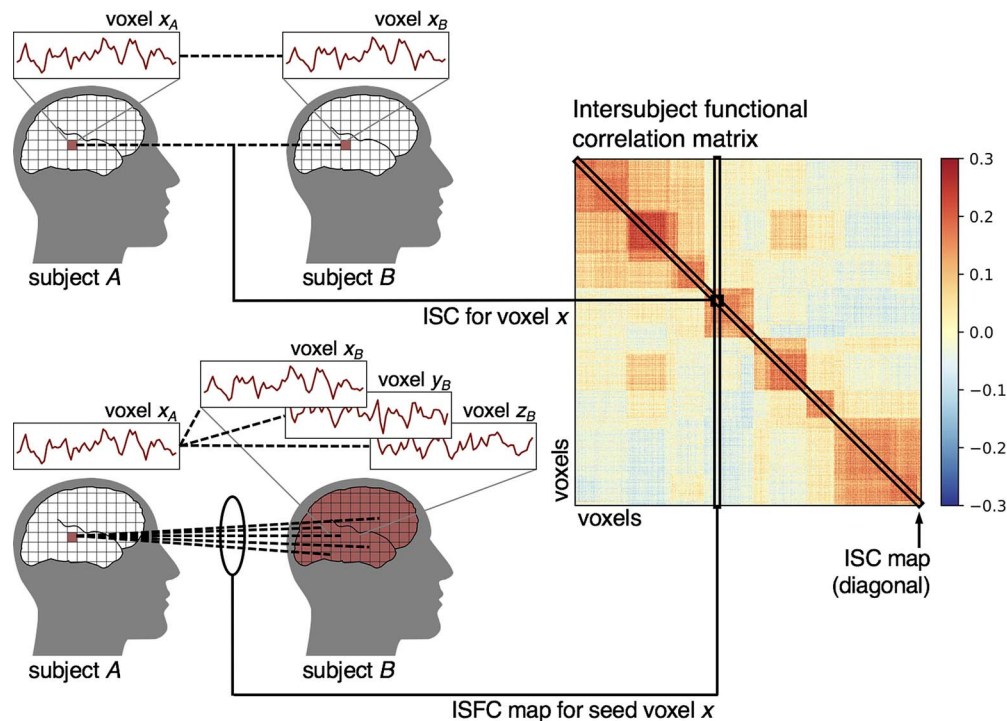 voxel xA
voxel xB
subject A
subject B
ISC for voxel x
voxel xB
voxel yB
voxel xA
voxel zB
subject A
subject B
ISFC map for seed voxel x
Intersubject functional
correlation matrix
voxels
voxels
0.3
0.2
0.1
0.0
−0.1
−0.2
−0.3
ISC map
(diagonal)